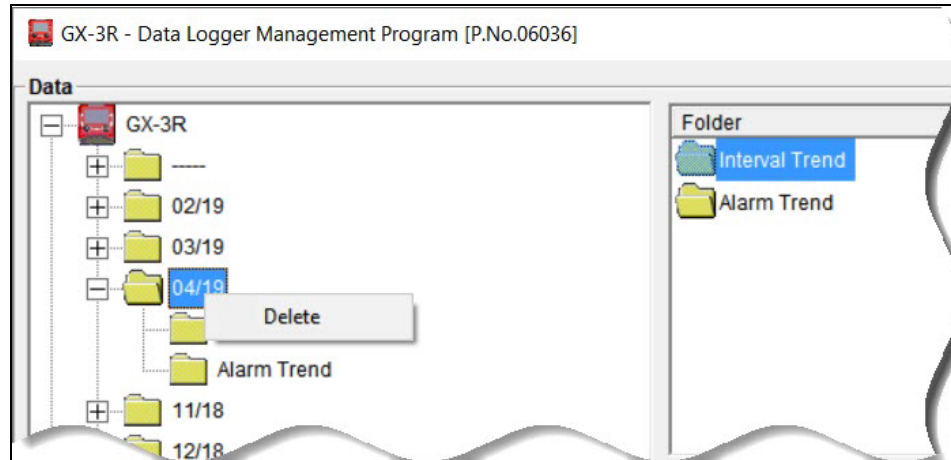 GX-3R - Data Logger Management Program [P.No.06036]
Data
GX-3R
-----
02/19
03/19
04/19
Delete
Alarm Trend
11/18
12/18
Folder
Interval Trend
Alarm Trend